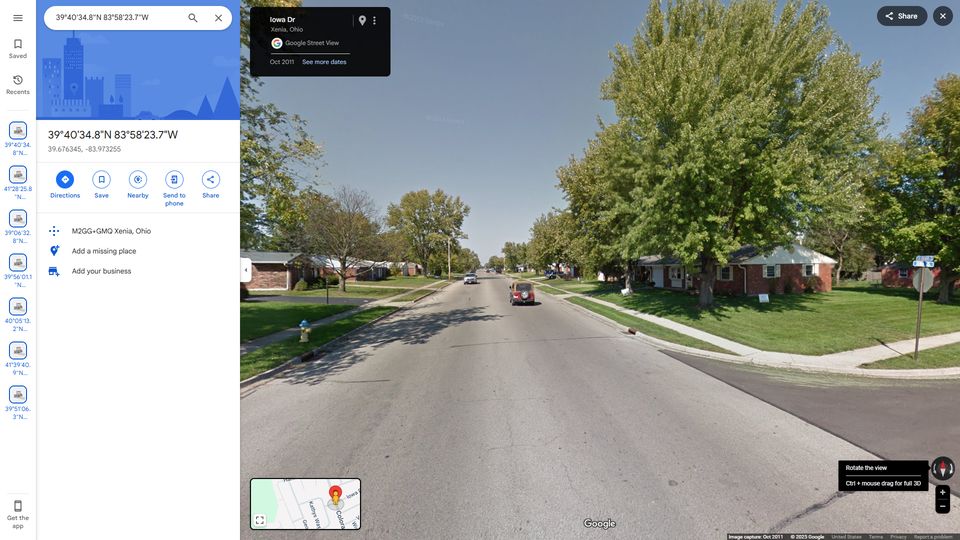 39°40'34.8"N 83°58'23.7"W
Saved
Recents
39°40'34.
8"N...
41°28'25.8
"N...
39°06'32.
8"N...
39°56'01.1
"N...
40°05'13.
2"N...
41°39'40.
9"N...
39°51'06.
3"N...
Get the
app
39°40'34.8"N 83°58'23.7"W
39.676345, -83.973255
Directions
Save
Nearby
Send to
phone
Share
M2GG+GMQ Xenia, Ohio
Add a missing place
Add your business
Iowa Dr
Xenia, Ohio
Google Street View
Oct 2011 See more dates
Share
Kathys Way
Iowa
Colora
Rotate the view
Ctrl + mouse drag for full 3D
Google
Image capture: Oct 2011 © 2023 Google United States Terms Privacy Report a problem